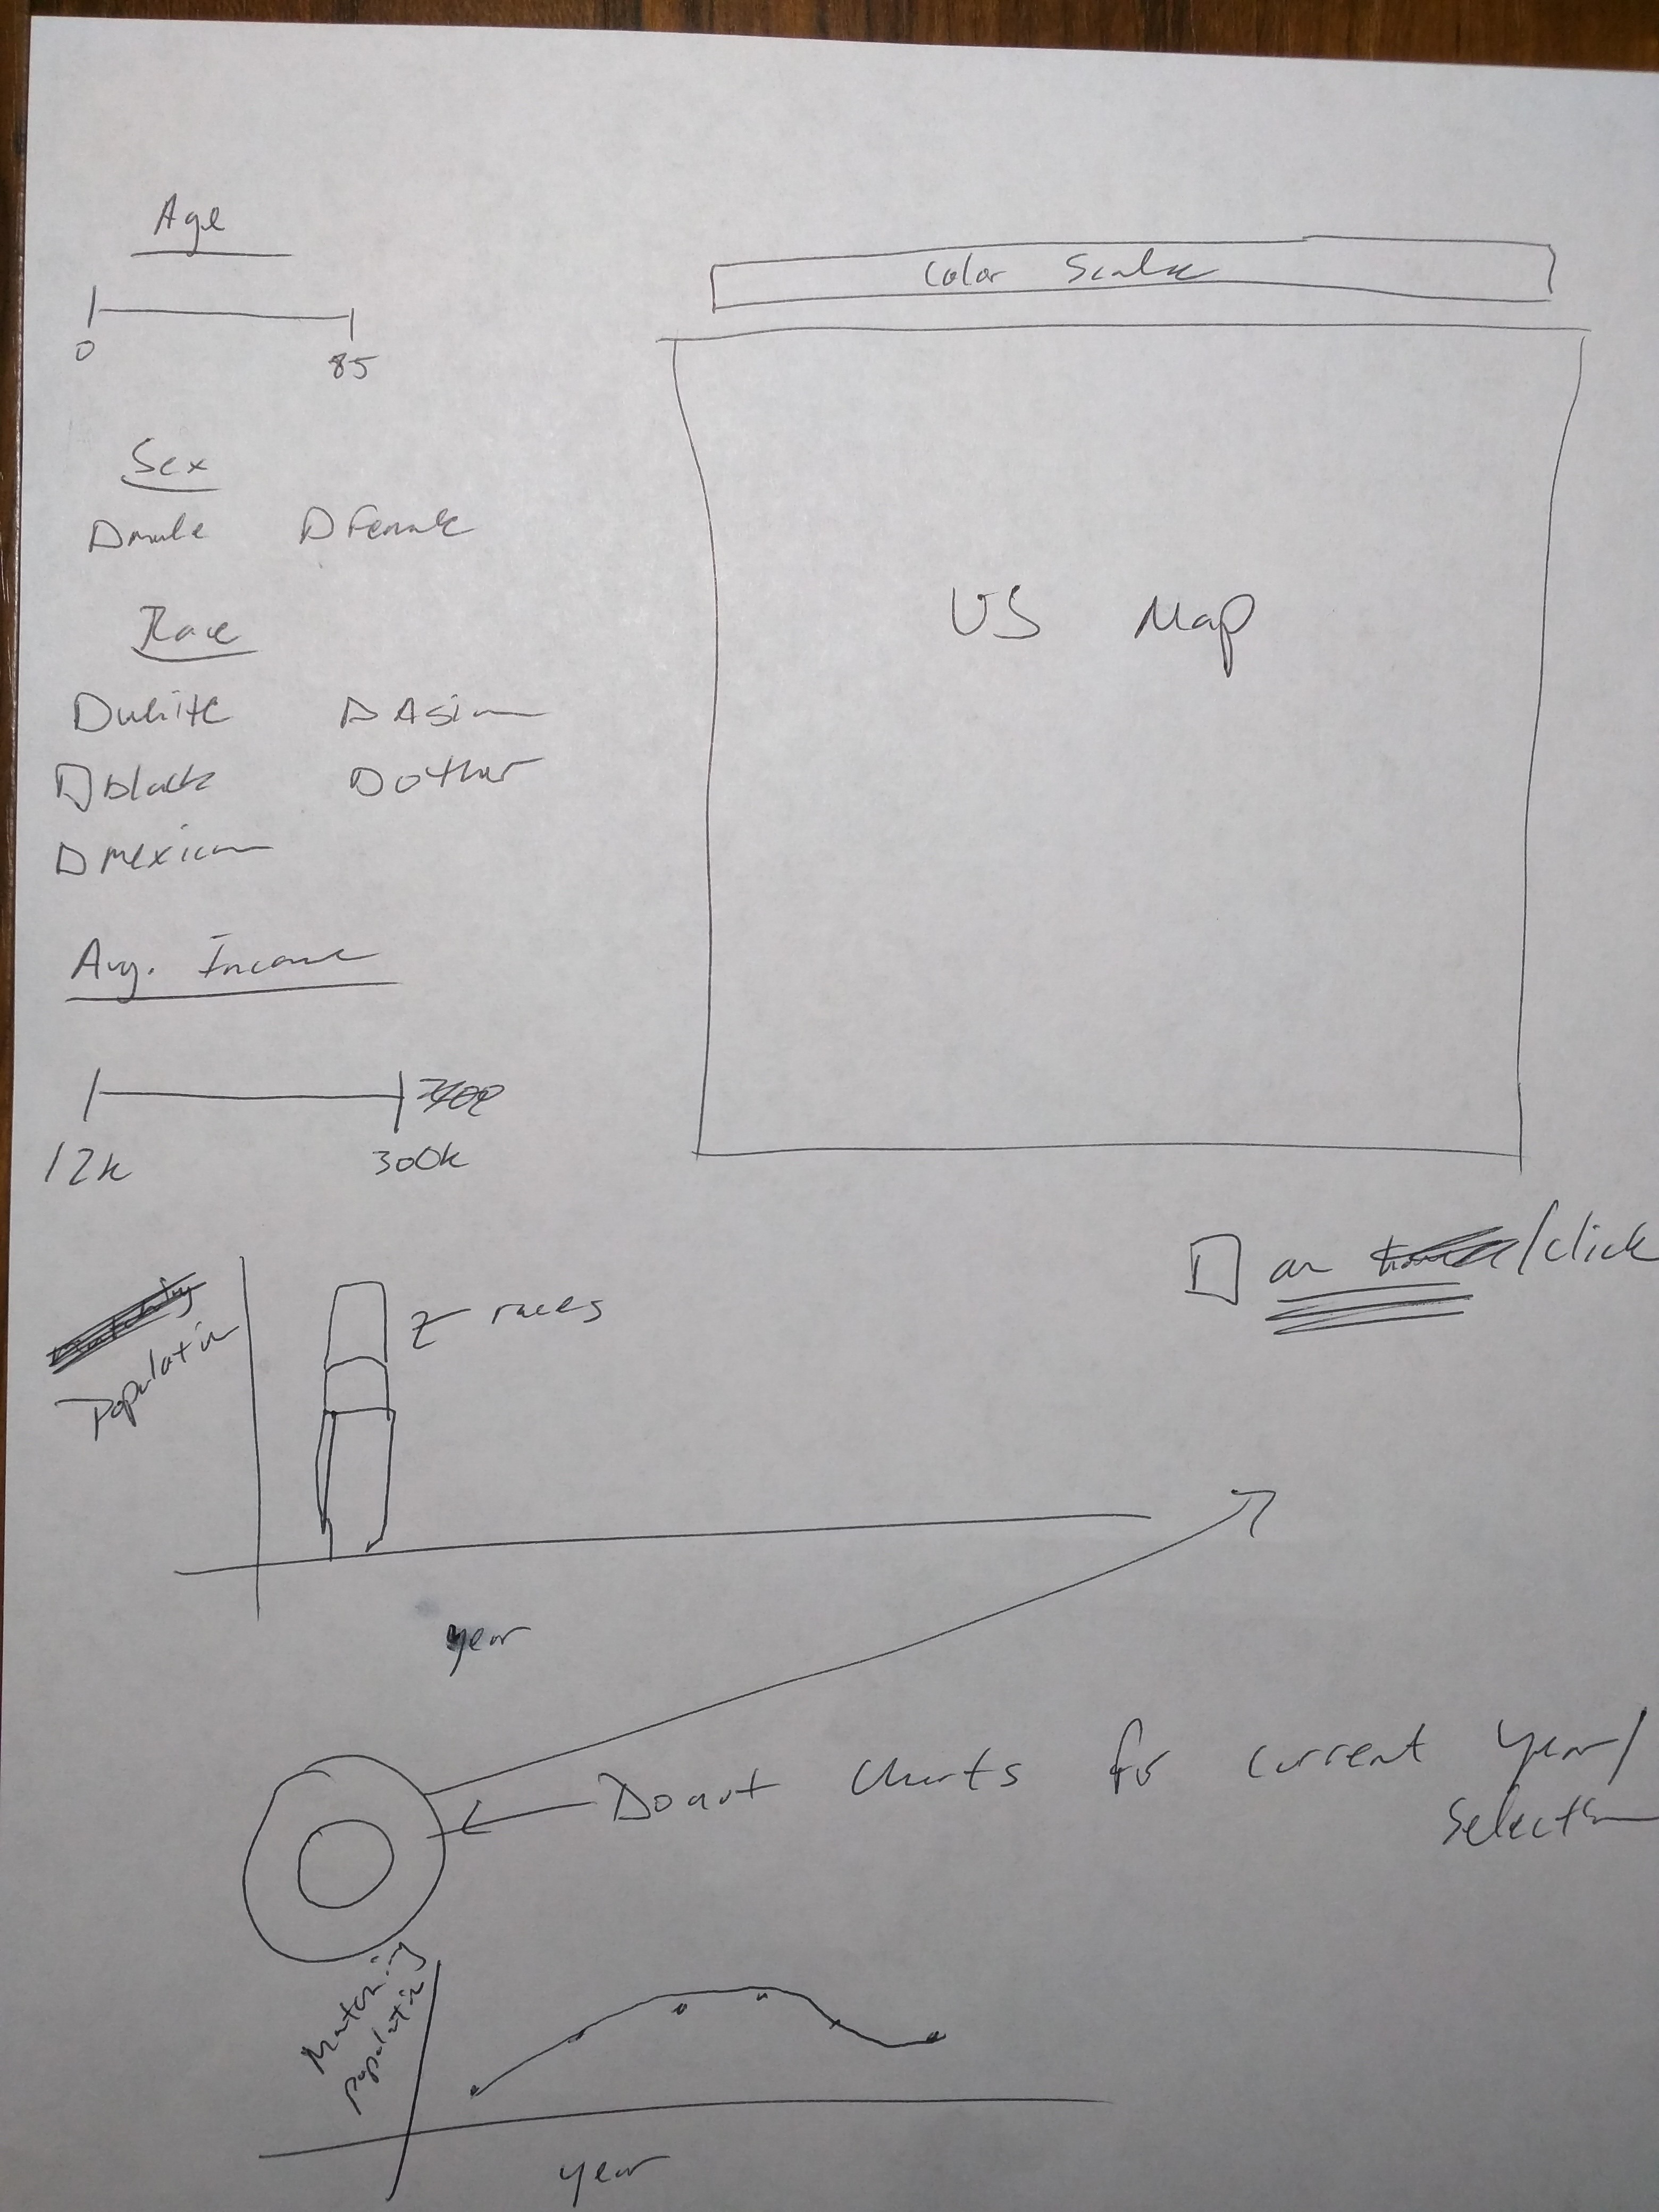 Age
0 85
Sex
male Female
Race
white Asian
black other
mexican
Avg. Income
12k 300k
Color Scale
US Map
on /click
Population
races
year
Donut Charts for current year/
selection
Matching
population
year